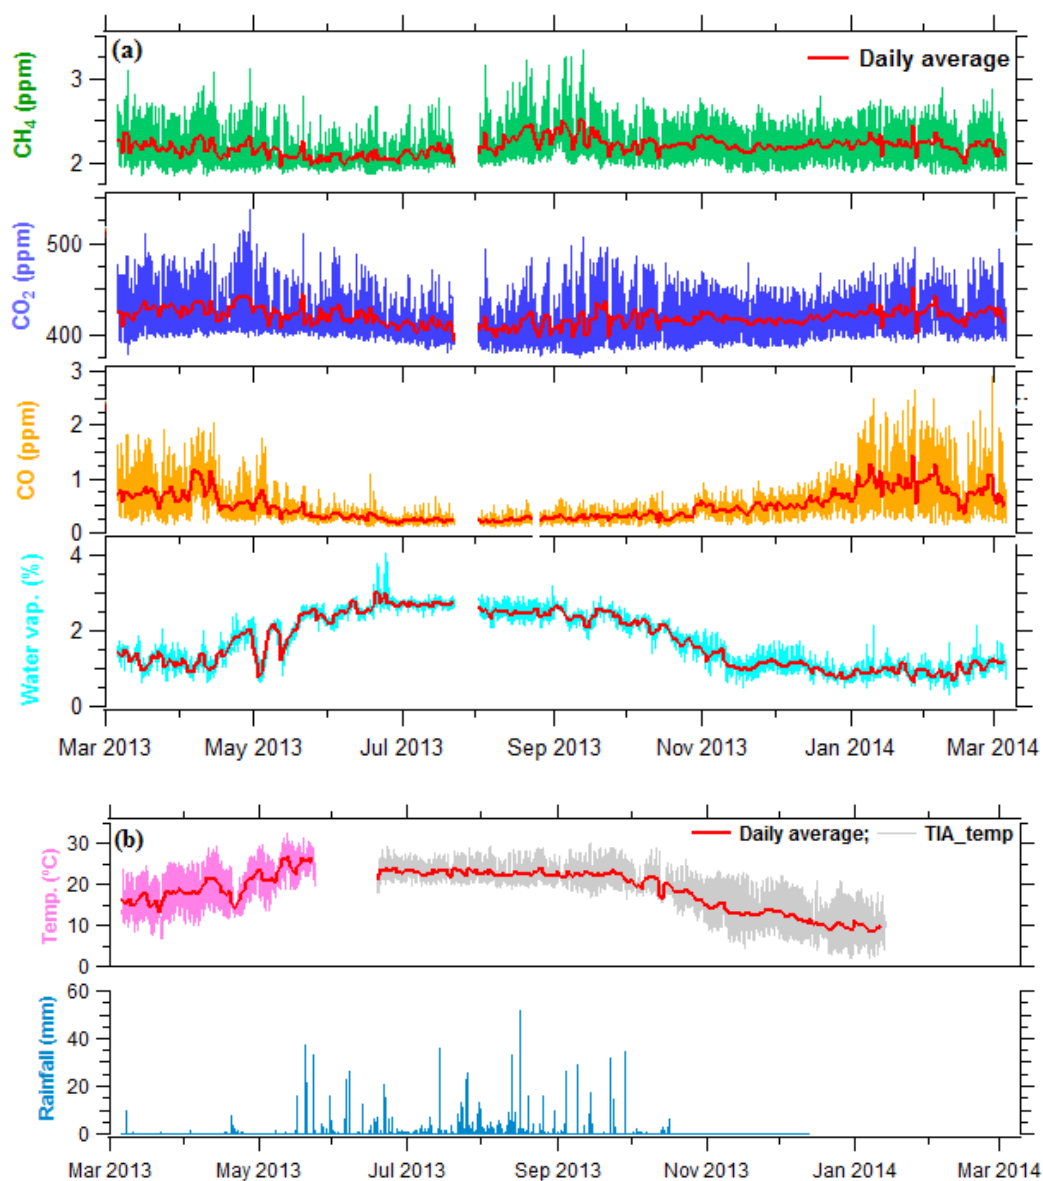 (a)
Daily average
CH4 (ppm)
3
2
CO2 (ppm)
500
400
CO (ppm)
3
2
1
0
Water vap. (%)
4
2
0
Mar 2013 May 2013 Jul 2013 Sep 2013 Nov 2013 Jan 2014 Mar 2014
(b)
Daily average; TIA_temp
Temp. (ºC)
30
20
10
0
Rainfall (mm)
60
40
20
0
Mar 2013 May 2013 Jul 2013 Sep 2013 Nov 2013 Jan 2014 Mar 2014